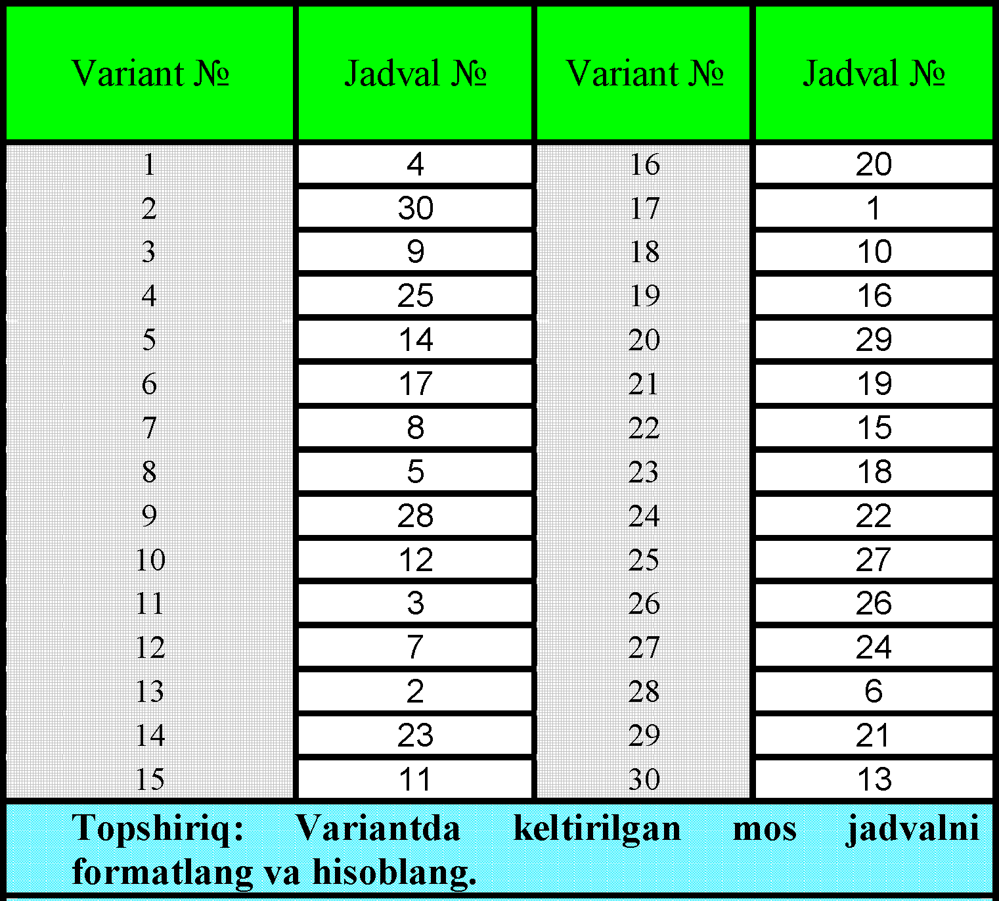 Variant № Jadval № Variant № Jadval №
1 4 16 20
2 30 17 1
3 9 18 10
4 25 19 16
5 14 20 29
6 17 21 19
7 8 22 15
8 5 23 18
9 28 24 22
10 12 25 27
11 3 26 26
12 7 27 24
13 2 28 6
14 23 29 21
15 11 30 13
Topshiriq: Variantda keltirilgan mos jadvalni
formatlang va hisoblang.